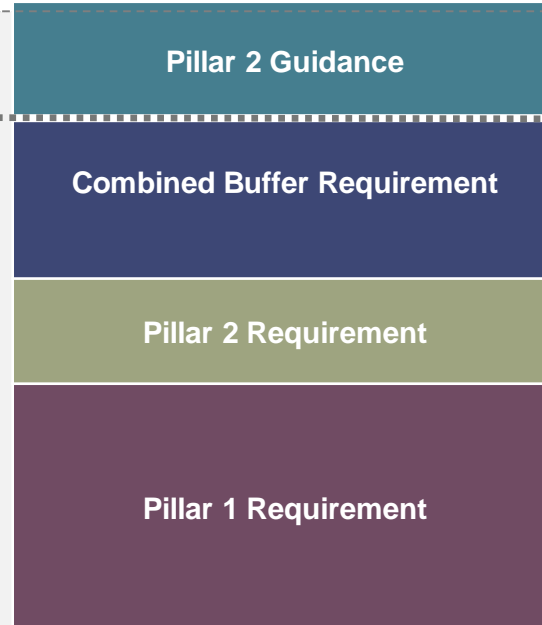 Pillar 2 Guidance
Combined Buffer Requirement
Pillar 2 Requirement
Pillar 1 Requirement